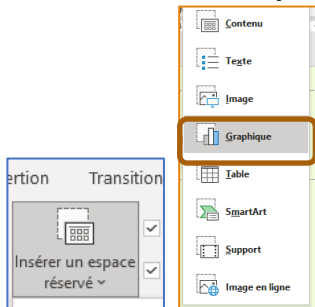 ertion Transition
Insérer un espace
réservé
Contenu
Texte
Image
Graphique
Table
SmartArt
Support
Image en ligne